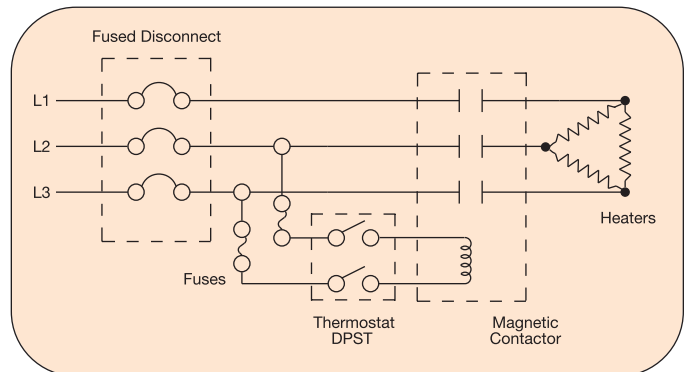 Fused Disconnect
L1
L2
L3
Heaters
Fuses
Thermostat
DPST
Magnetic
Contactor